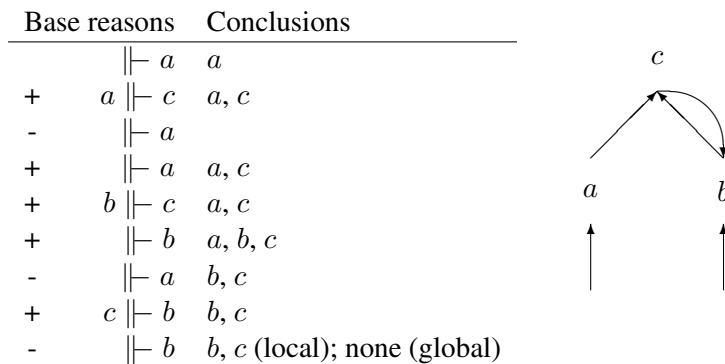 Base reasons Conclusions
⊩ a a
+ a ⊩ c a, c
- ⊩ a
+ ⊩ a a, c
+ b ⊩ c a, c
+ ⊩ b a, b, c
- ⊩ a b, c
+ c ⊩ b b, c
- ⊩ b b, c (local); none (global)
c
a b